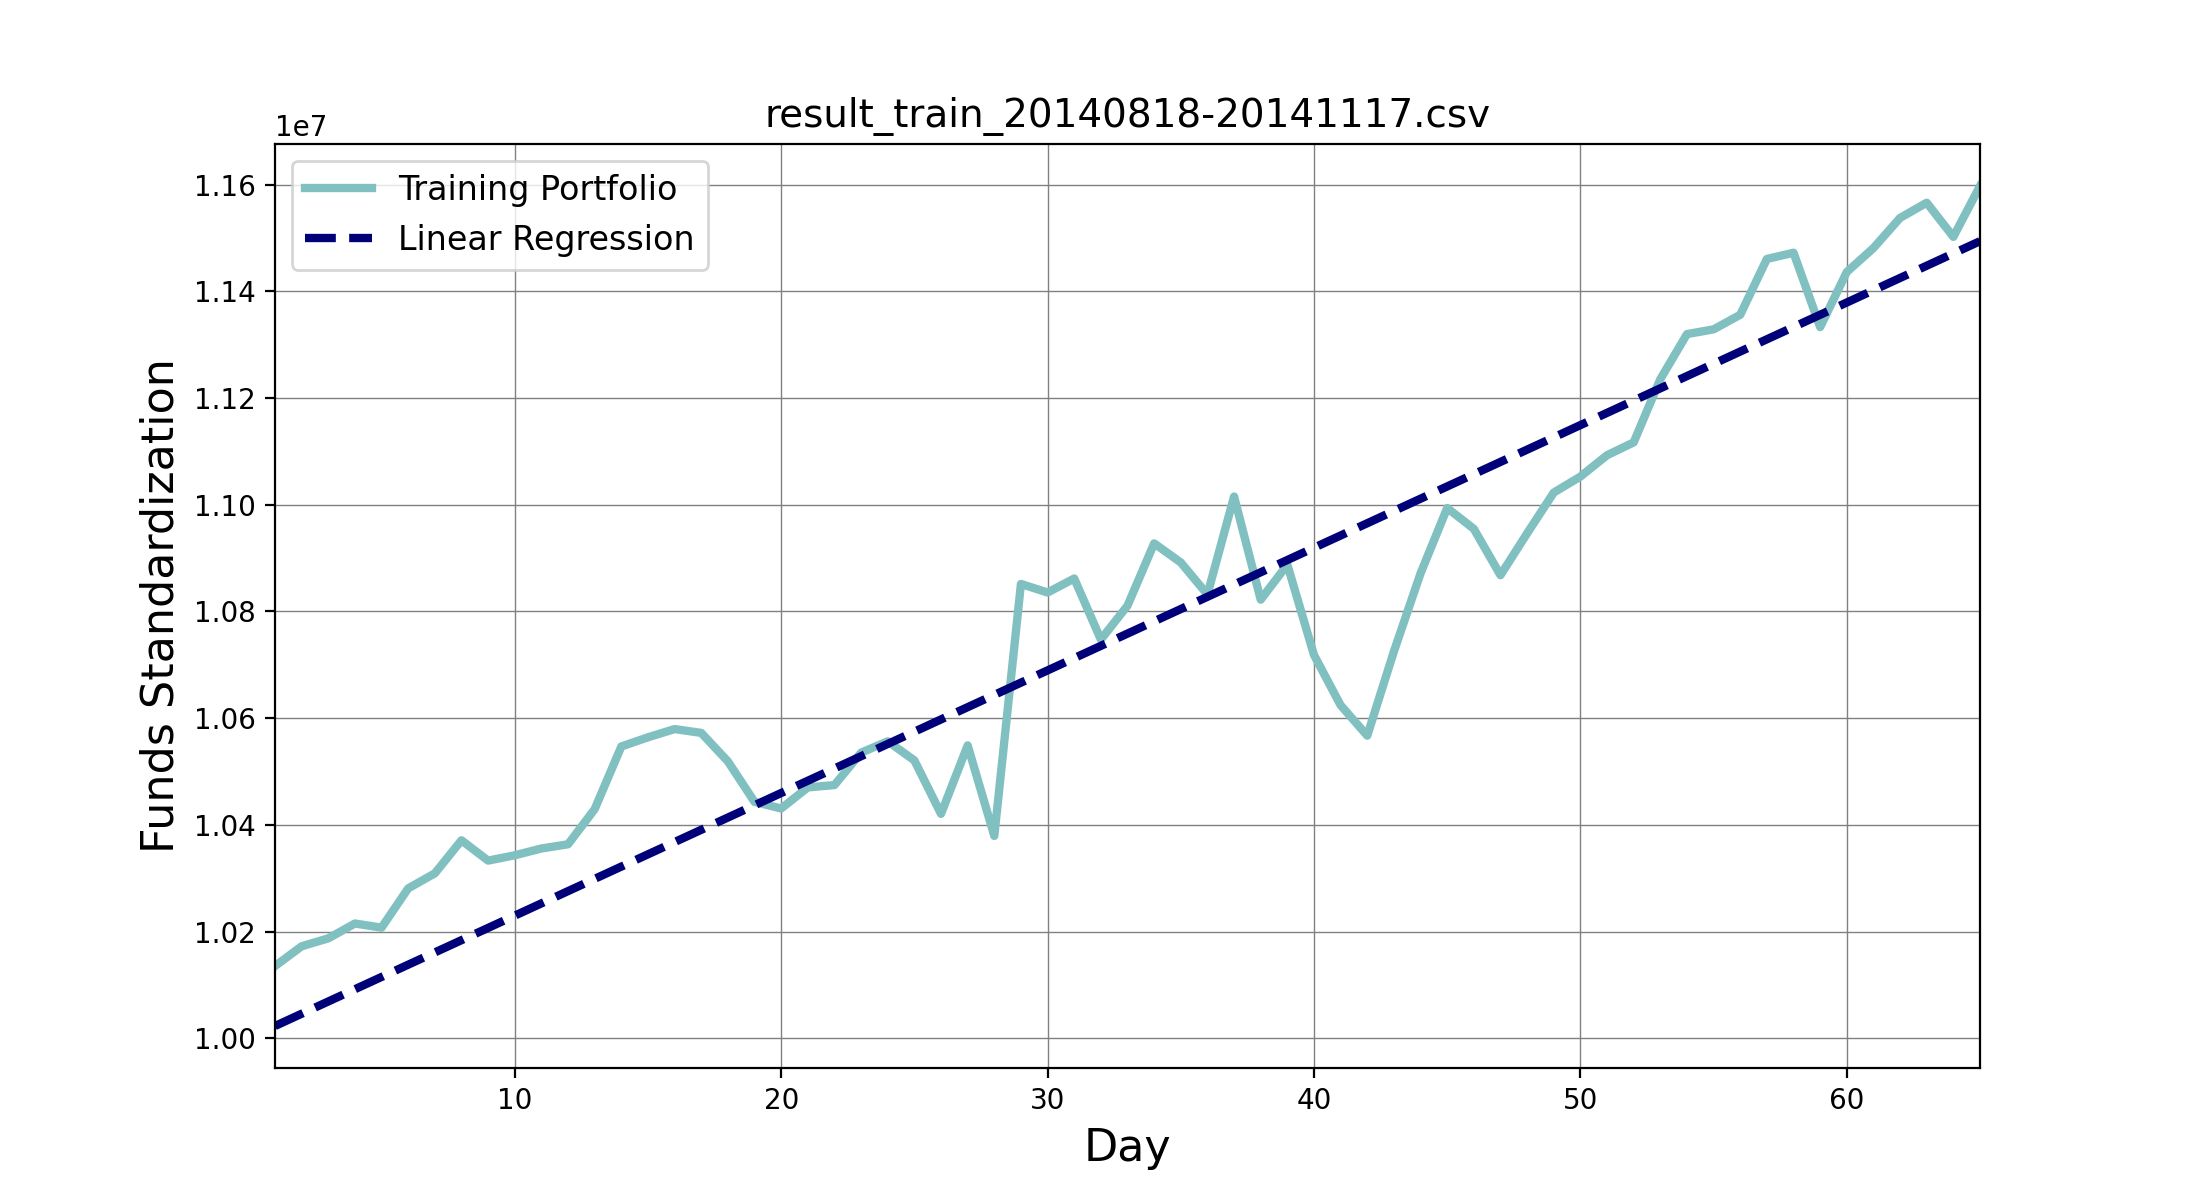 result_train_20140818-20141117.csv
1e7
Training Portfolio
Linear Regression
1.16
1.14
1.12
1.10
1.08
1.06
1.04
1.02
1.00
Funds Standardization
10 20 30 40 50 60
Day